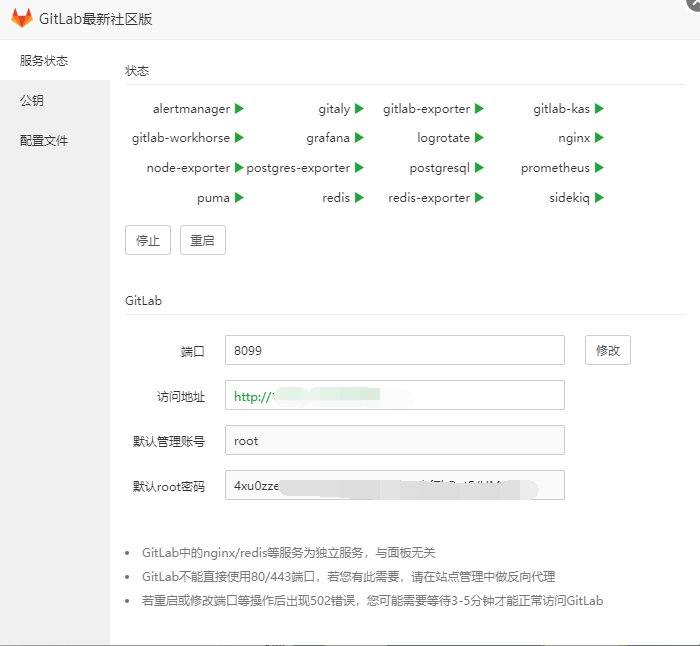 GitLab最新社区版
服务状态
公钥
配置文件
状态
alertmanager gitaly gitlab-exporter gitlab-kas
gitlab-workhorse grafana logrotate nginx
node-exporter postgres-exporter postgresql prometheus
puma redis redis-exporter sidekiq
停止 重启
GitLab
端口 8099 修改
访问地址 http://
默认管理账号 root
默认root密码 4xu0zze
GitLab中的nginx/redis等服务为独立服务，与面板无关
GitLab不能直接使用80/443端口，若您有此需要，请在站点管理中做反向代理
若重启或修改端口等操作后出现502错误，您可能需要等待3-5分钟才能正常访问GitLab